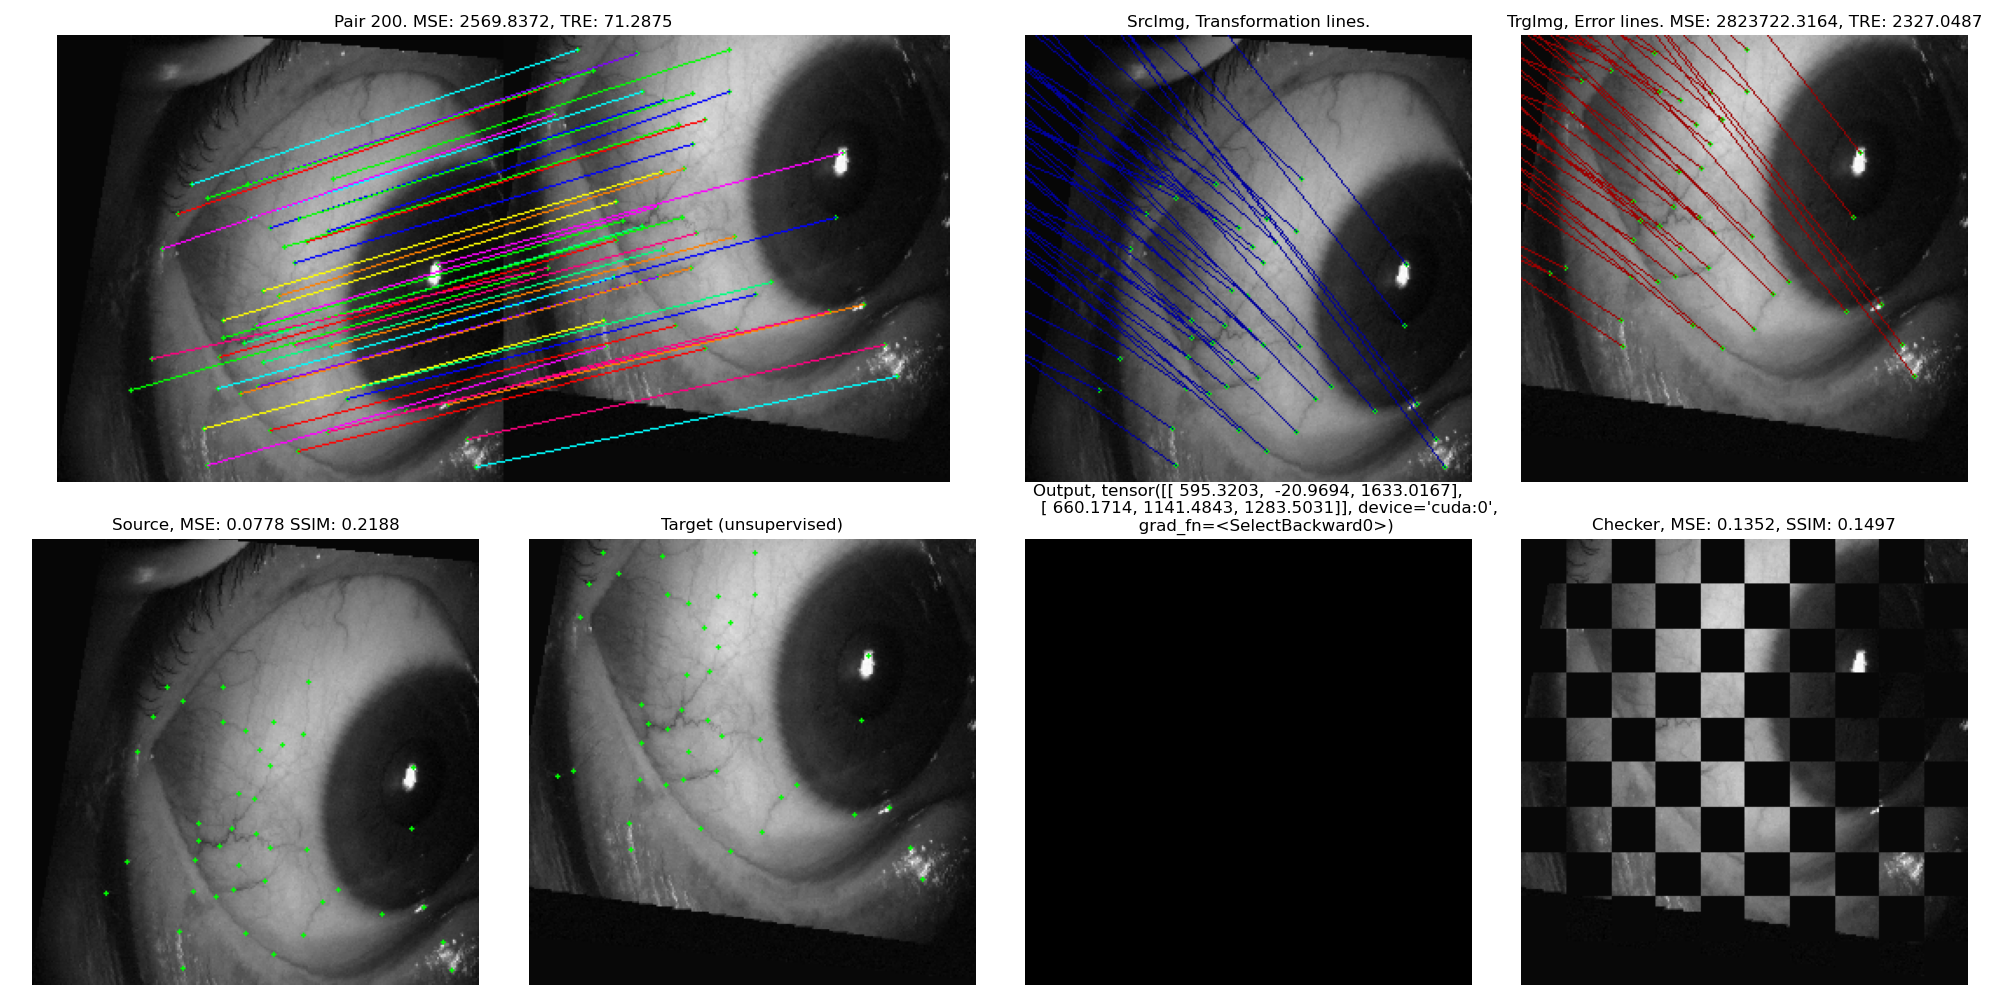 Pair 200. MSE: 2569.8372, TRE: 71.2875
SrcImg, Transformation lines.
TrgImg, Error lines. MSE: 2823722.3164, TRE: 2327.0487
Source, MSE: 0.0778 SSIM: 0.2188
Target (unsupervised)
Output, tensor([[ 595.3203,  -20.9694, 1633.0167],
[ 660.1714, 1141.4843, 1283.5031]], device='cuda:0',
grad_fn=<SelectBackward0>)
Checker, MSE: 0.1352, SSIM: 0.1497